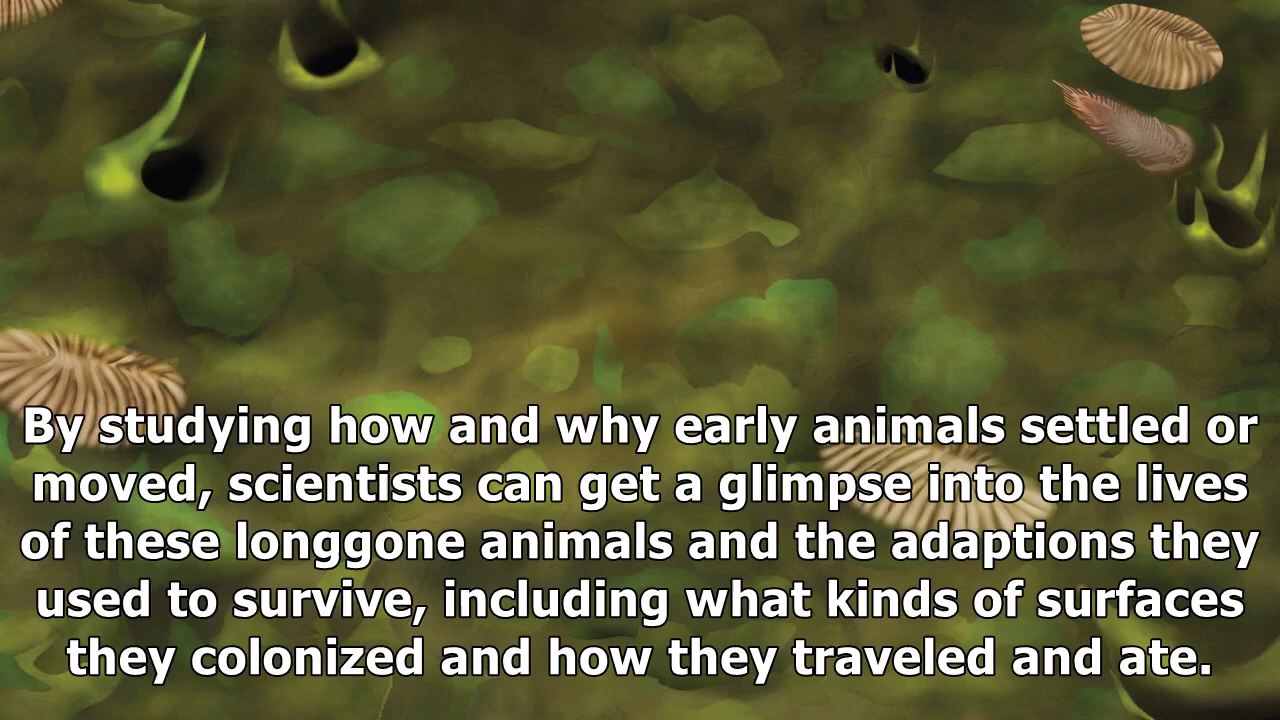 By studying how and why early animals settled or
moved, scientists can get a glimpse into the lives
of these longgone animals and the adaptions they
used to survive, including what kinds of surfaces
they colonized and how they traveled and ate.